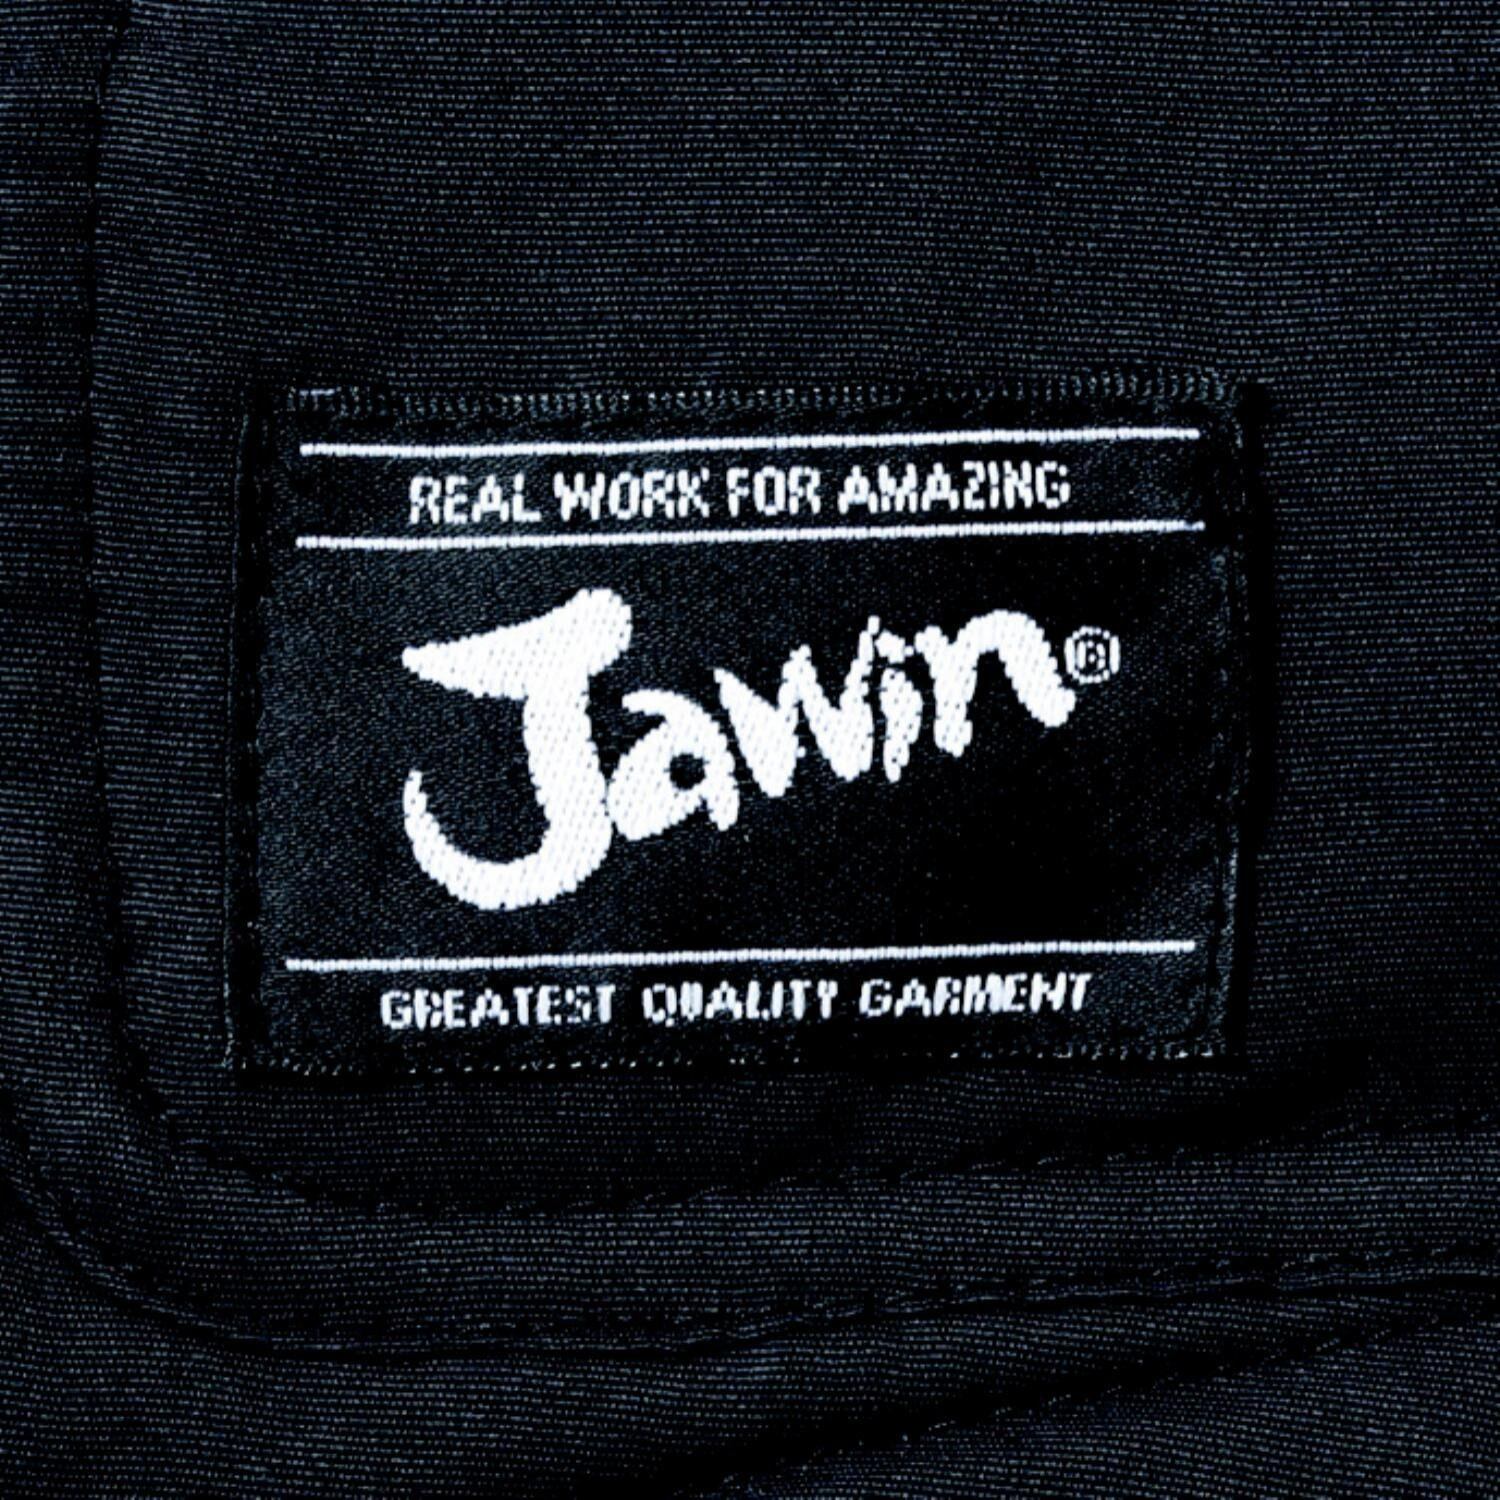 REAL WORK FOR AMAZING
Jawin®
GREATEST QUALITY GARMENT